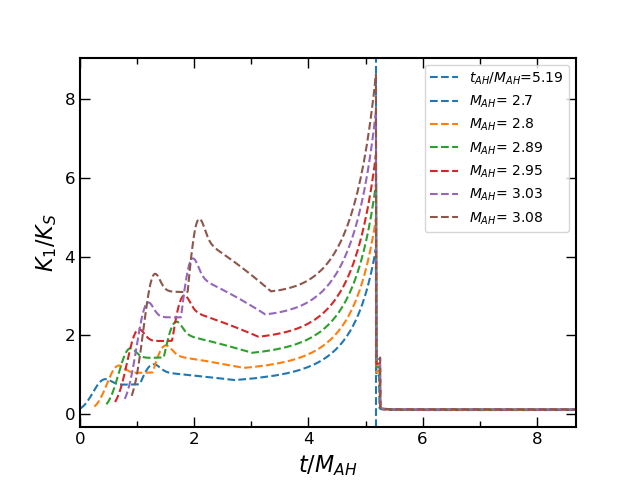 t_AH/M_AH=5.19
M_AH= 2.7
M_AH= 2.8
M_AH= 2.89
M_AH= 2.95
M_AH= 3.03
M_AH= 3.08
8
6
4
2
0
K_1/K_S
0 2 4 6 8
t/M_AH